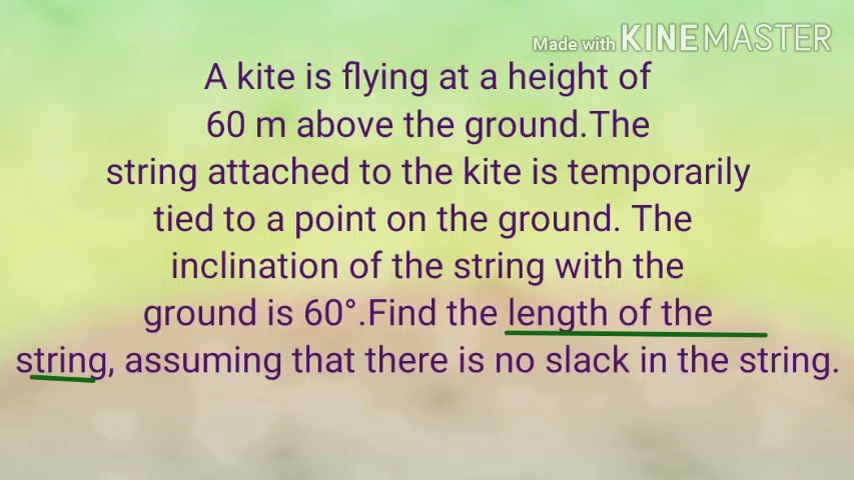 Made with KINEMASTER
A kite is flying at a height of
60 m above the ground.The
string attached to the kite is temporarily
tied to a point on the ground. The
inclination of the string with the
ground is 60°.Find the length of the
string, assuming that there is no slack in the string.